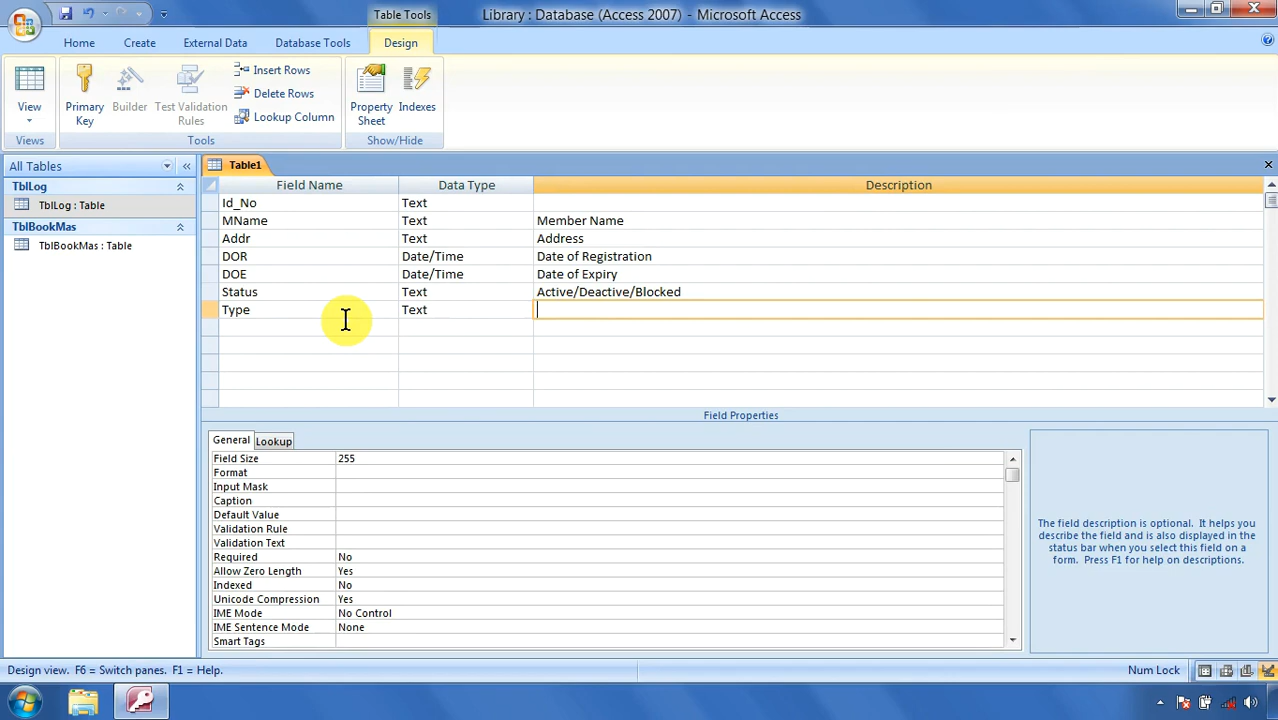 Table Tools
Library : Database (Access 2007) - Microsoft Access
Home
Create
External Data
Database Tools
Design
View
Primary Key
Builder
Test Validation Rules
Insert Rows
Delete Rows
Lookup Column
Property Sheet
Indexes
Views
Tools
Show/Hide
All Tables
TblLog
TblLog : Table
TblBookMas
TblBookMas : Table
Table1
Field Name Data Type Description
Id_No Text
MName Text Member Name
Addr Text Address
DOR Date/Time Date of Registration
DOE Date/Time Date of Expiry
Status Text Active/Deactive/Blocked
Type Text
Field Properties
General Lookup
Field Size 255
Format
Input Mask
Caption
Default Value
Validation Rule
Validation Text
Required No
Allow Zero Length Yes
Indexed No
Unicode Compression Yes
IME Mode No Control
IME Sentence Mode None
Smart Tags
The field description is optional. It helps you
describe the field and is also displayed in the
status bar when you select this field on a
form. Press F1 for help on descriptions.
Design view. F6 = Switch panes. F1 = Help.
Num Lock